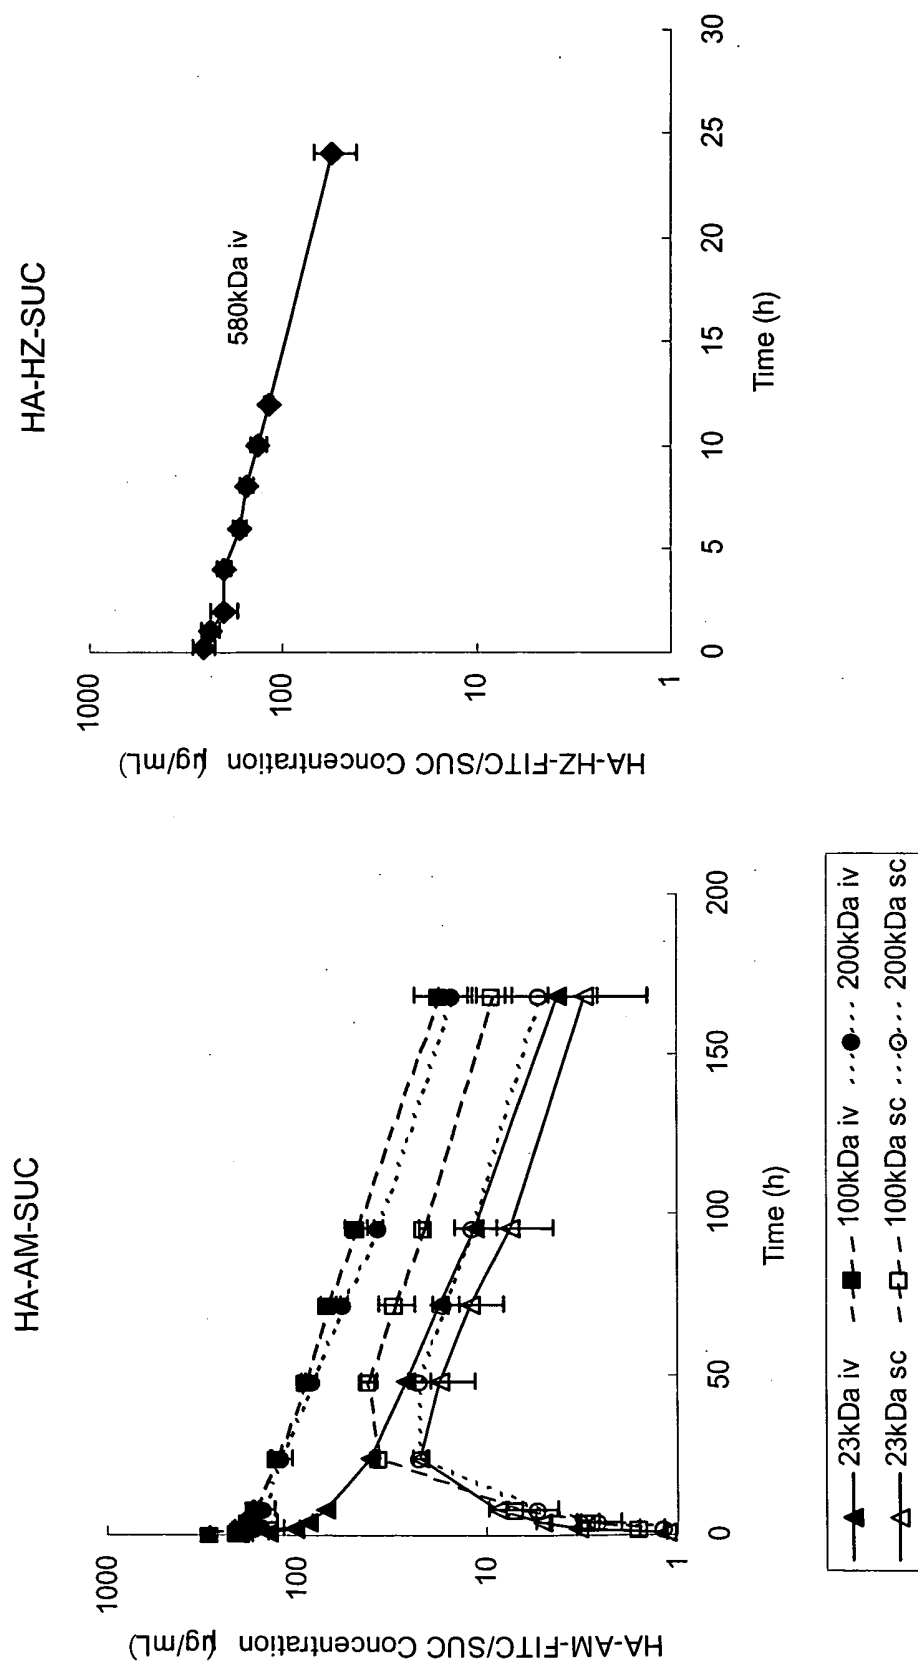 HA-AM-SUC
HA-AM-FITC/SUC Concentration (µg/mL)
1000
100
10
1
0
50
100
150
200
Time (h)
23kDa iv
100kDa iv
200kDa iv
23kDa sc
100kDa sc
200kDa sc
HA-HZ-SUC
HA-HZ-FITC/SUC Concentration (µg/mL)
1000
100
10
1
580kDa iv
0
5
10
15
20
25
30
Time (h)